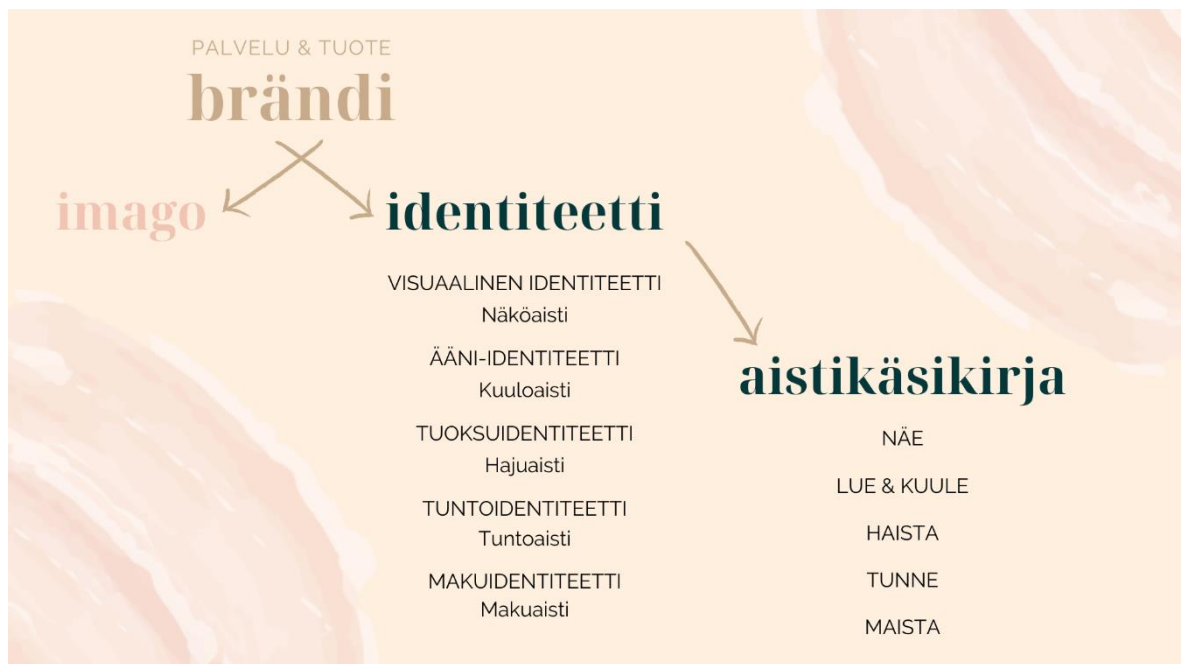 PALVELU & TUOTE
brändi
imago
identiteetti
VISUAALINEN IDENTITEETTI
Näköaisti
ÄÄNI-IDENTITEETTI
Kuuloaisti
TUOKSUIDENTITEETTI
Hajuaisti
TUNTOIDENTITEETTI
Tuntoaisti
MAKUIDENTITEETTI
Makuaisti
aistikäsikirja
NÄE
LUE & KUULE
HAISTA
TUNNE
MAISTA